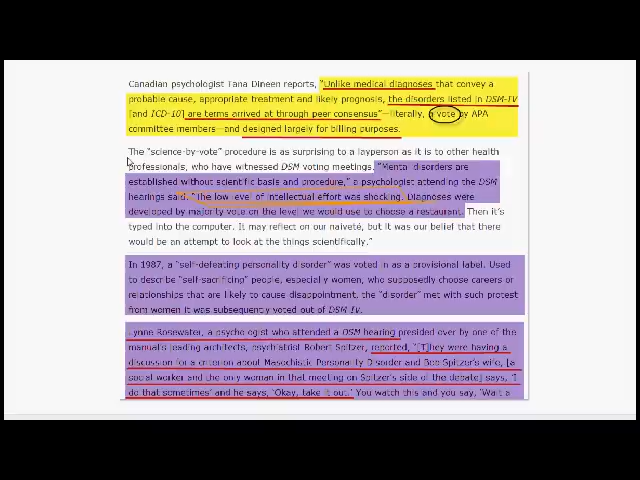 Canadian psychologist Tana Dineen reports, "Unlike medical diagnoses that convey a
probable cause, appropriate treatment and likely prognosis, the disorders listed in DSM-IV
[and ICD-10] are terms arrived at through peer consensus"—literally, a vote by APA
committee members—and designed largely for billing purposes.
The "science-by-vote" procedure is as surprising to a layperson as it is to other health
professionals, who have witnessed DSM voting meetings. "Mental disorders are
established without scientific basis and procedure," a psychologist attending the DSM
hearings said. "The low level of intellectual effort was shocking. Diagnoses were
developed by majority vote on the level we would use to choose a restaurant. Then it's
typed into the computer. It may reflect on our naiveté, but it was our belief that there
would be an attempt to look at the things scientifically."
In 1987, a "self-defeating personality disorder" was voted in as a provisional label. Used
to describe "self-sacrificing" people, especially women, who supposedly choose careers or
relationships that are likely to cause disappointment, the "disorder" met with such protest
from women it was subsequently voted out of DSM-IV.
Lynne Rosewater, a psychologist who attended a DSM hearing presided over by one of the
manual's leading architects, psychiatrist Robert Spitzer, reported, "[T]hey were having a
discussion for a criterion about Masochistic Personality Disorder and Bob Spitzer's wife, [a
social worker and the only woman in that meeting on Spitzer's side of the debate] says, 'I
do that sometimes' and he says, 'Okay, take it out.' You watch this and you say, 'Wait a